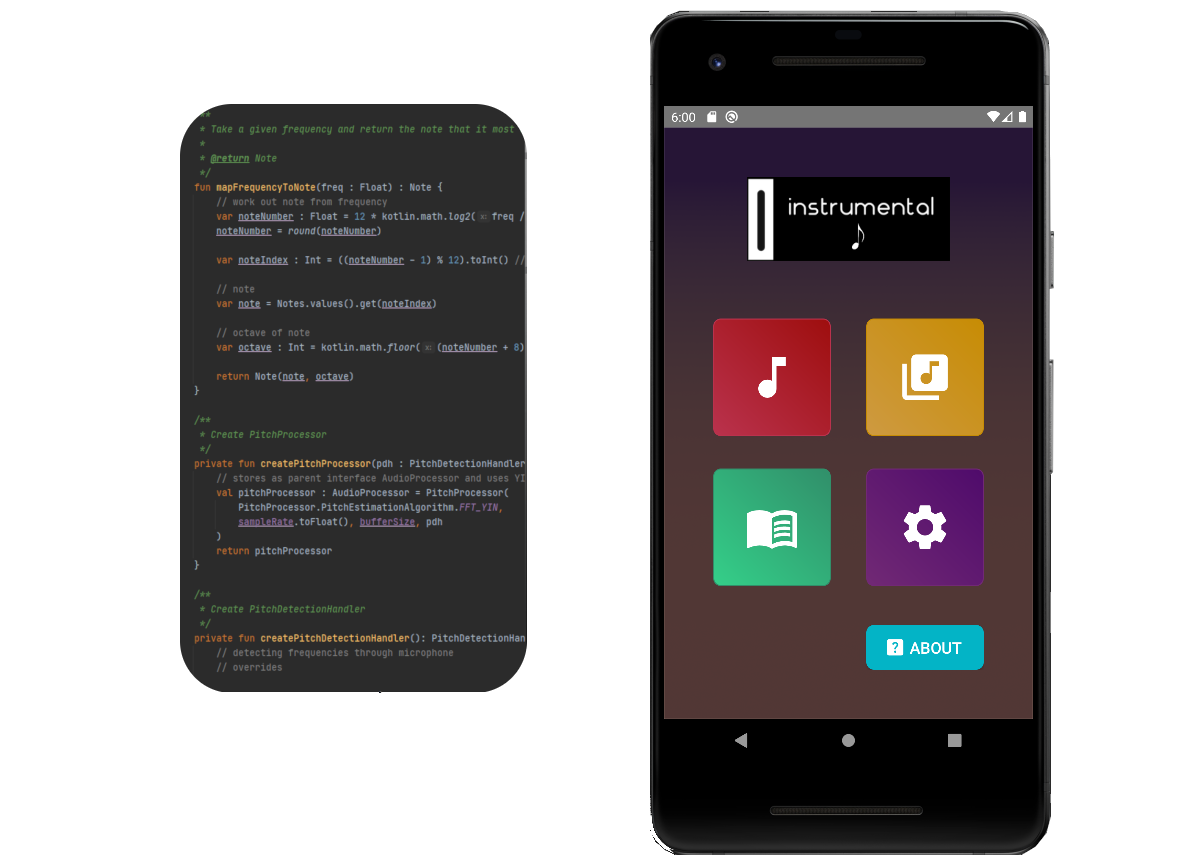 **
* Take a given frequency and return the note that it most
*
* @return Note
*/
fun mapFrequencyToNote(freq : Float) : Note {
// work out note from frequency
var noteNumber : Float = 12 * kotlin.math.log2( x: freq /
noteNumber = round(noteNumber)
var noteIndex : Int = ((noteNumber - 1) % 12).toInt() //
// note
var note = Notes.values().get(noteIndex)
// octave of note
var octave : Int = kotlin.math.floor( x: (noteNumber + 8)
return Note(note, octave)
}
/**
* Create PitchProcessor
*/
private fun createPitchProcessor(pdh : PitchDetectionHandler
// stores as parent interface AudioProcessor and uses YI
val pitchProcessor : AudioProcessor = PitchProcessor(
PitchProcessor.PitchEstimationAlgorithm.FFT_YIN,
sampleRate.toFloat(), bufferSize, pdh
)
return pitchProcessor
}
/**
* Create PitchDetectionHandler
*/
private fun createPitchDetectionHandler(): PitchDetectionHan
// detecting frequencies through microphone
// overrides
6:00
instrumental
ABOUT